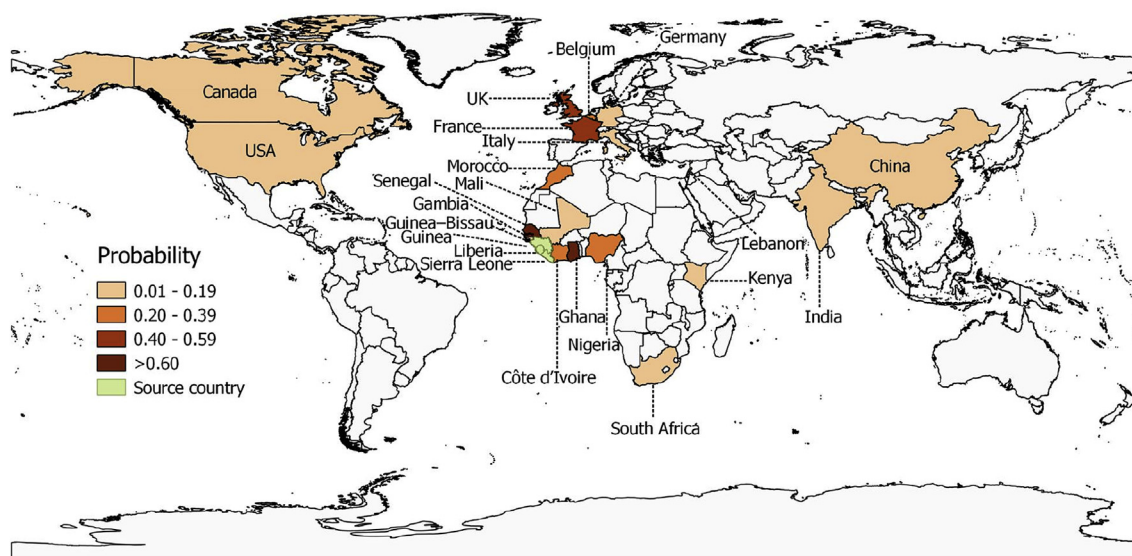 Germany
Belgium
UK
Canada
France
USA
Italy
China
Morocco
Mali
Senegal
Gambia
Guinea-Bissau
Guinea
Liberia
Sierra Leone
Lebanon
Kenya
India
Ghana
Nigeria
Côte d'Ivoire
South Africa
Probability
0.01 - 0.19
0.20 - 0.39
0.40 - 0.59
>0.60
Source country